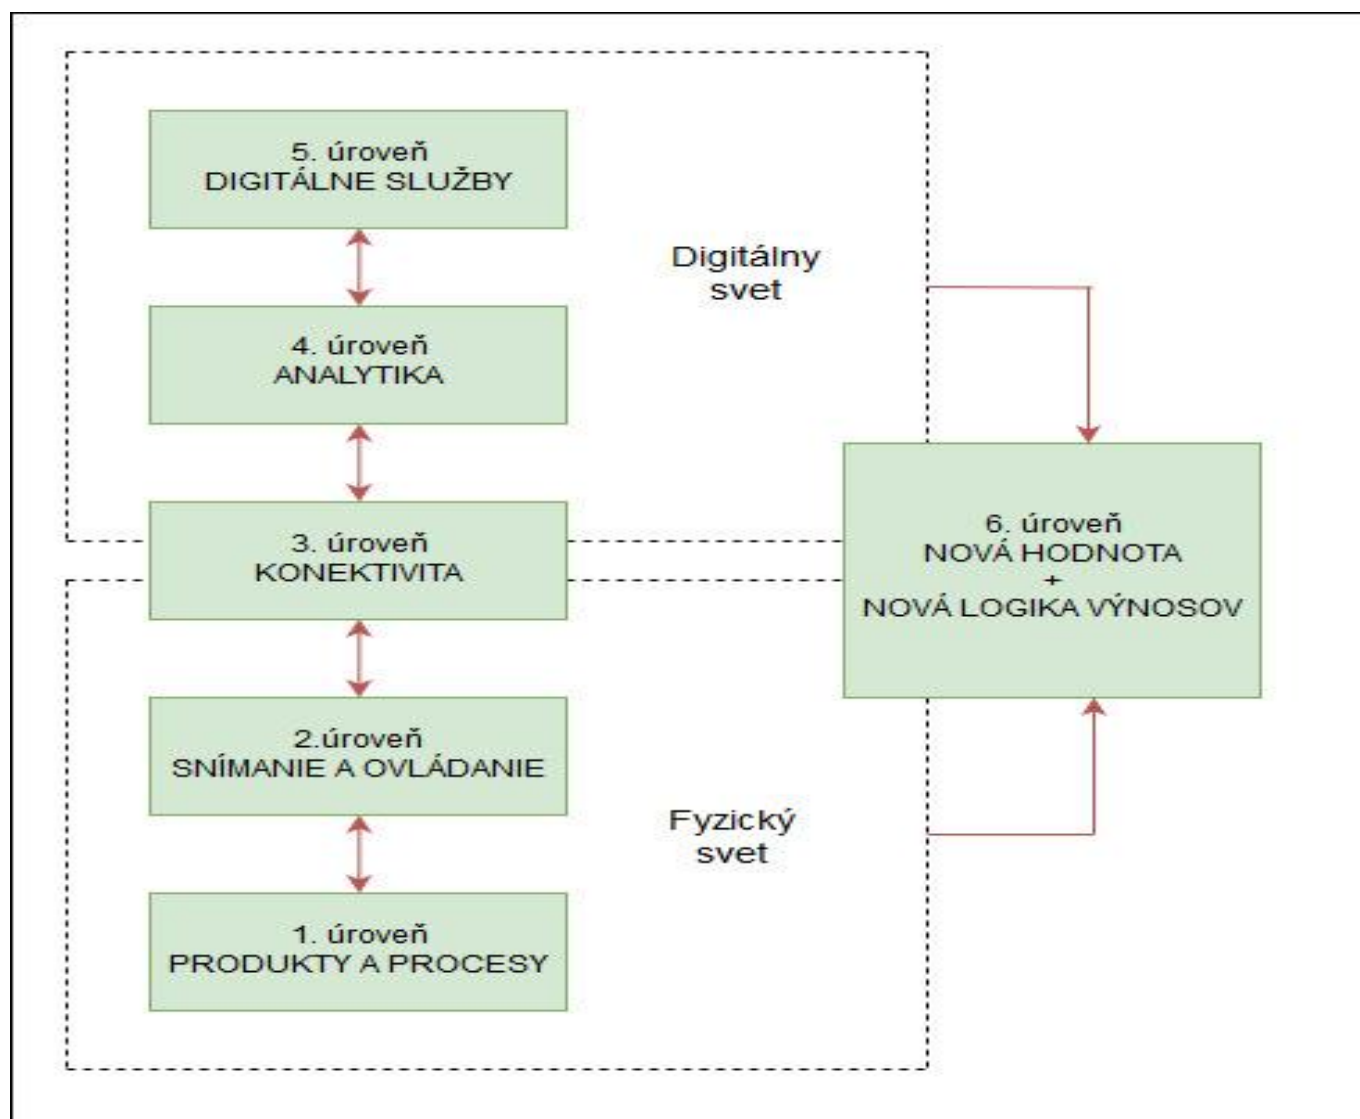 5. úroveň
DIGITÁLNE SLUŽBY
Digitálny
svet
4. úroveň
ANALYTIKA
3. úroveň
KONEKTIVITA
6. úroveň
NOVÁ HODNOTA
+
NOVÁ LOGIKA VÝNOSOV
2.úroveň
SNÍMANIE A OVLÁDANIE
Fyzický
svet
1. úroveň
PRODUKTY A PROCESY